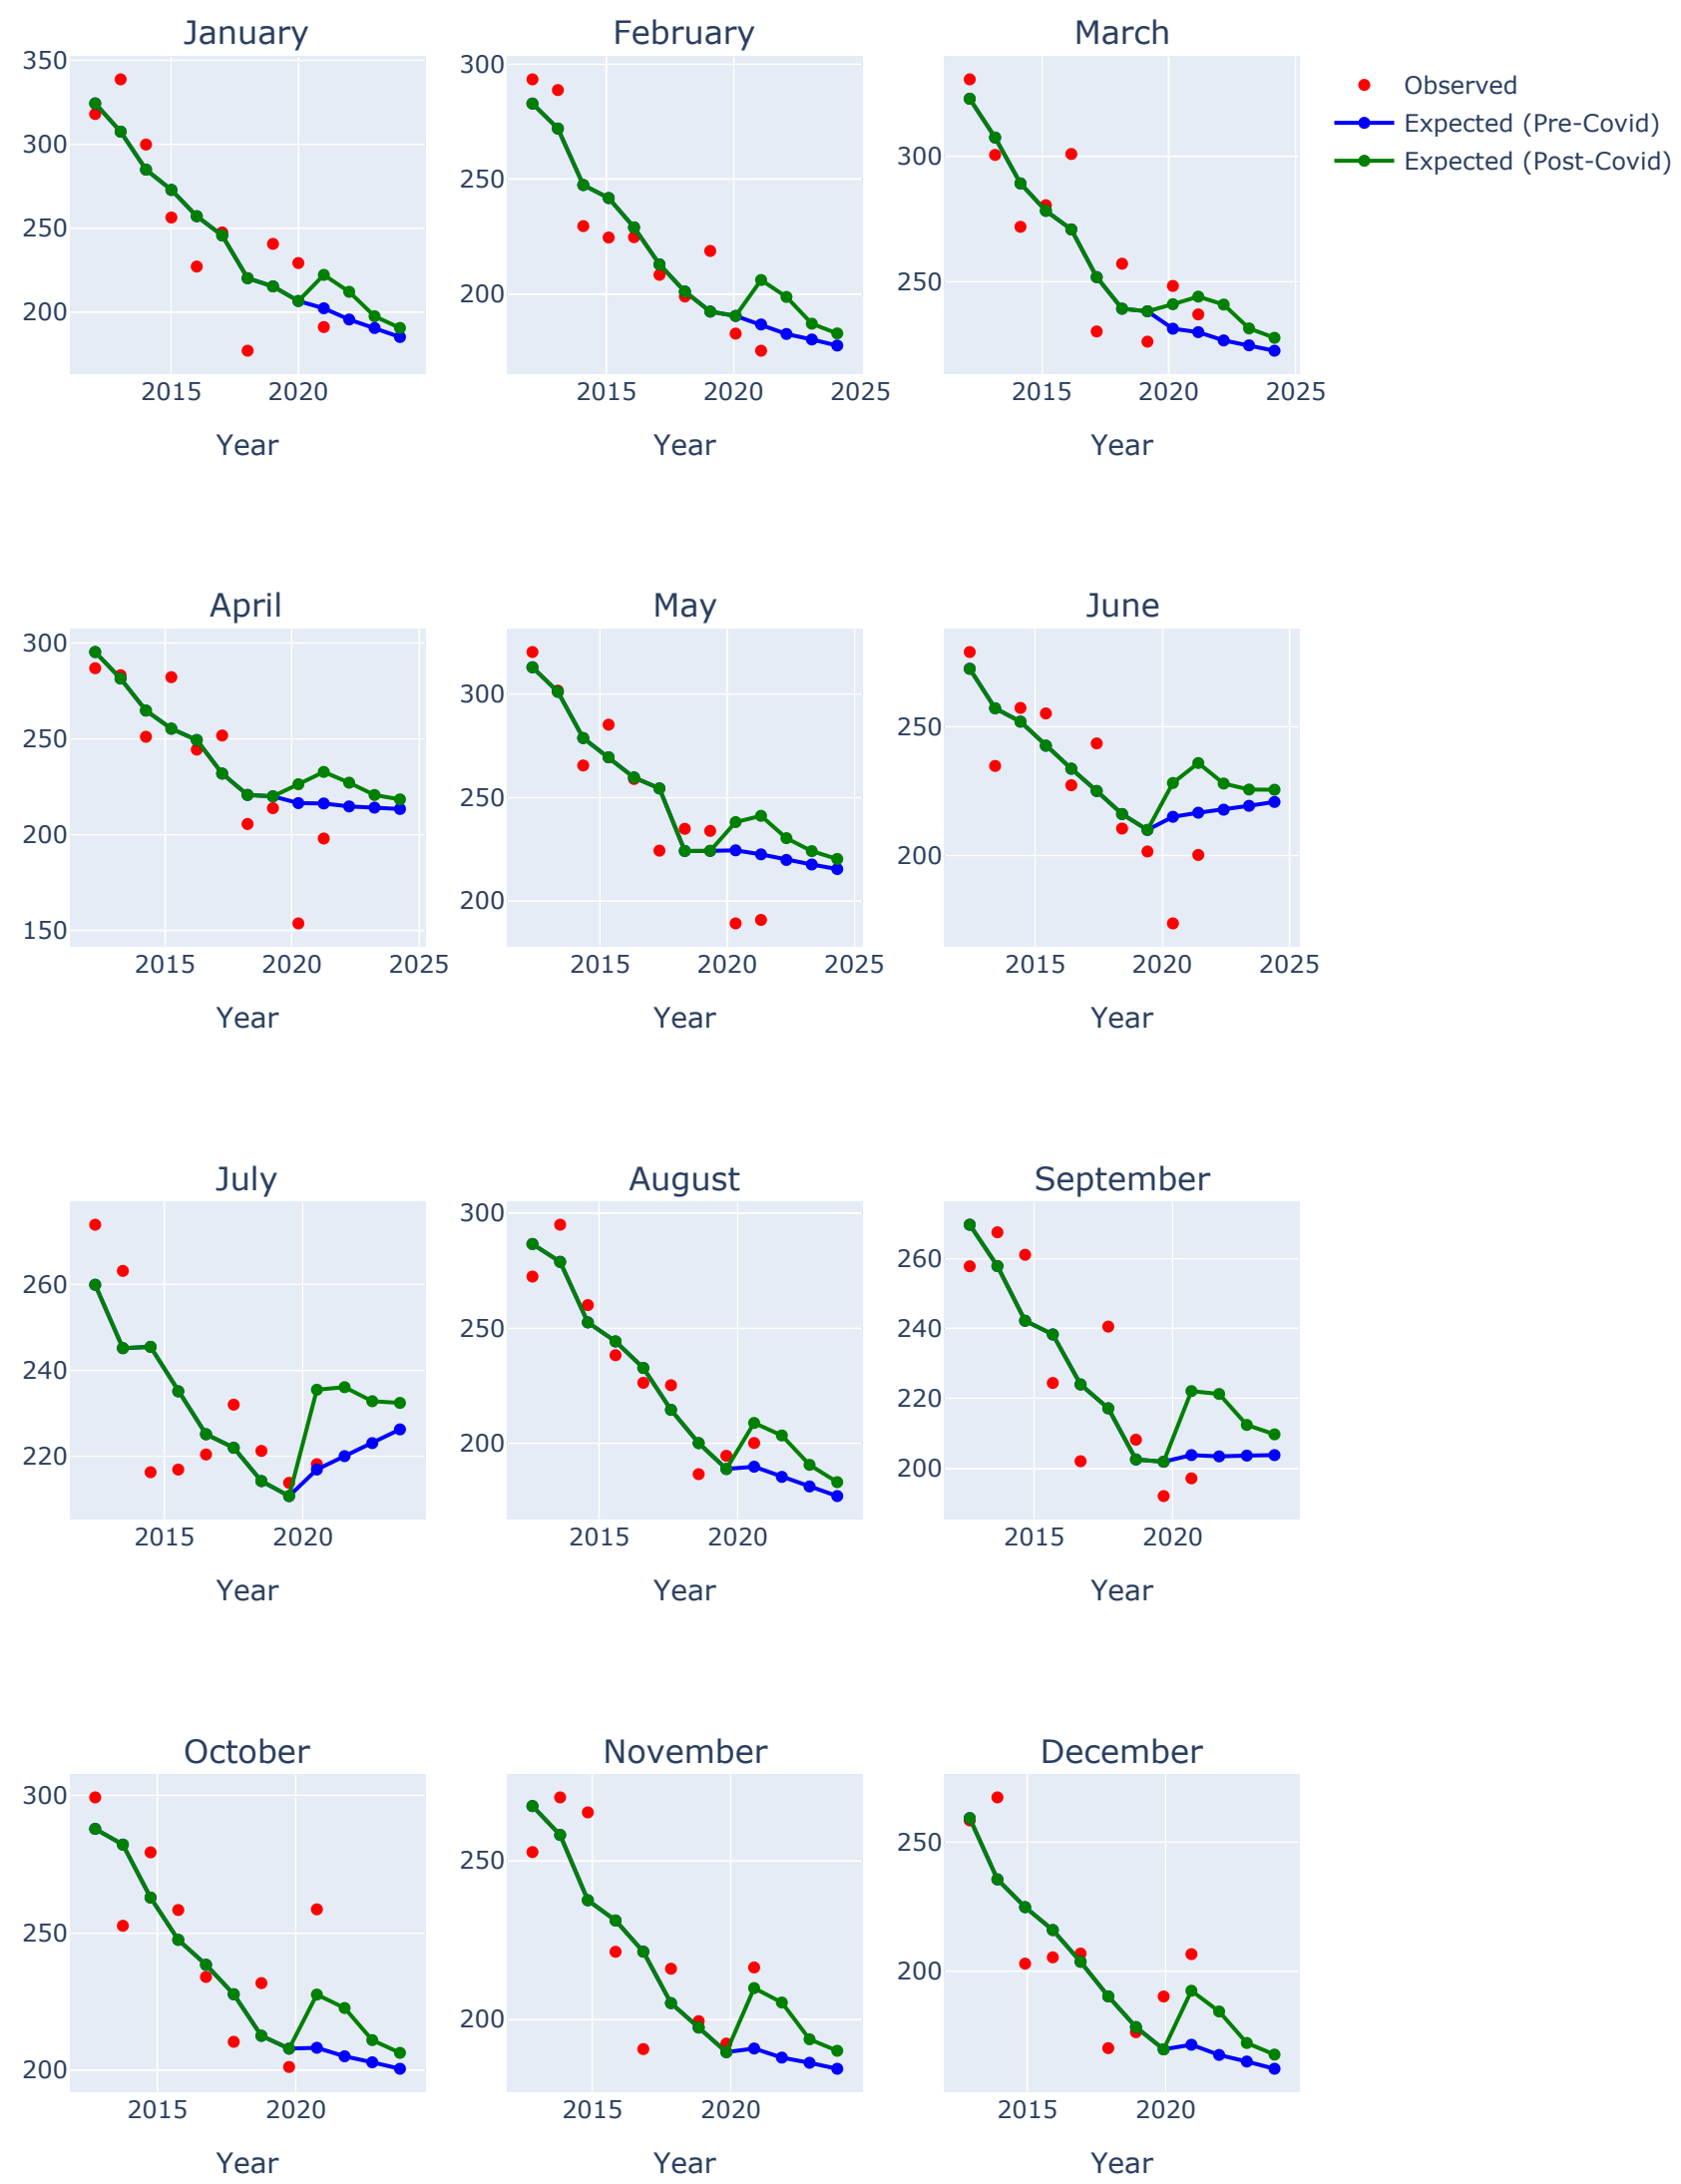 January
February
March
350
300
250
200
2015
2020
Year
300
250
200
2015
2020
2025
Year
300
250
2015
2020
2025
Year
Observed
Expected (Pre-Covid)
Expected (Post-Covid)
April
May
June
300
250
200
150
2015
2020
2025
Year
300
250
200
2015
2020
2025
Year
250
200
2015
2020
2025
Year
July
August
September
260
240
220
2015
2020
Year
300
250
200
2015
2020
Year
260
240
220
200
2015
2020
Year
October
November
December
300
250
200
2015
2020
Year
250
200
2015
2020
Year
250
200
2015
2020
Year